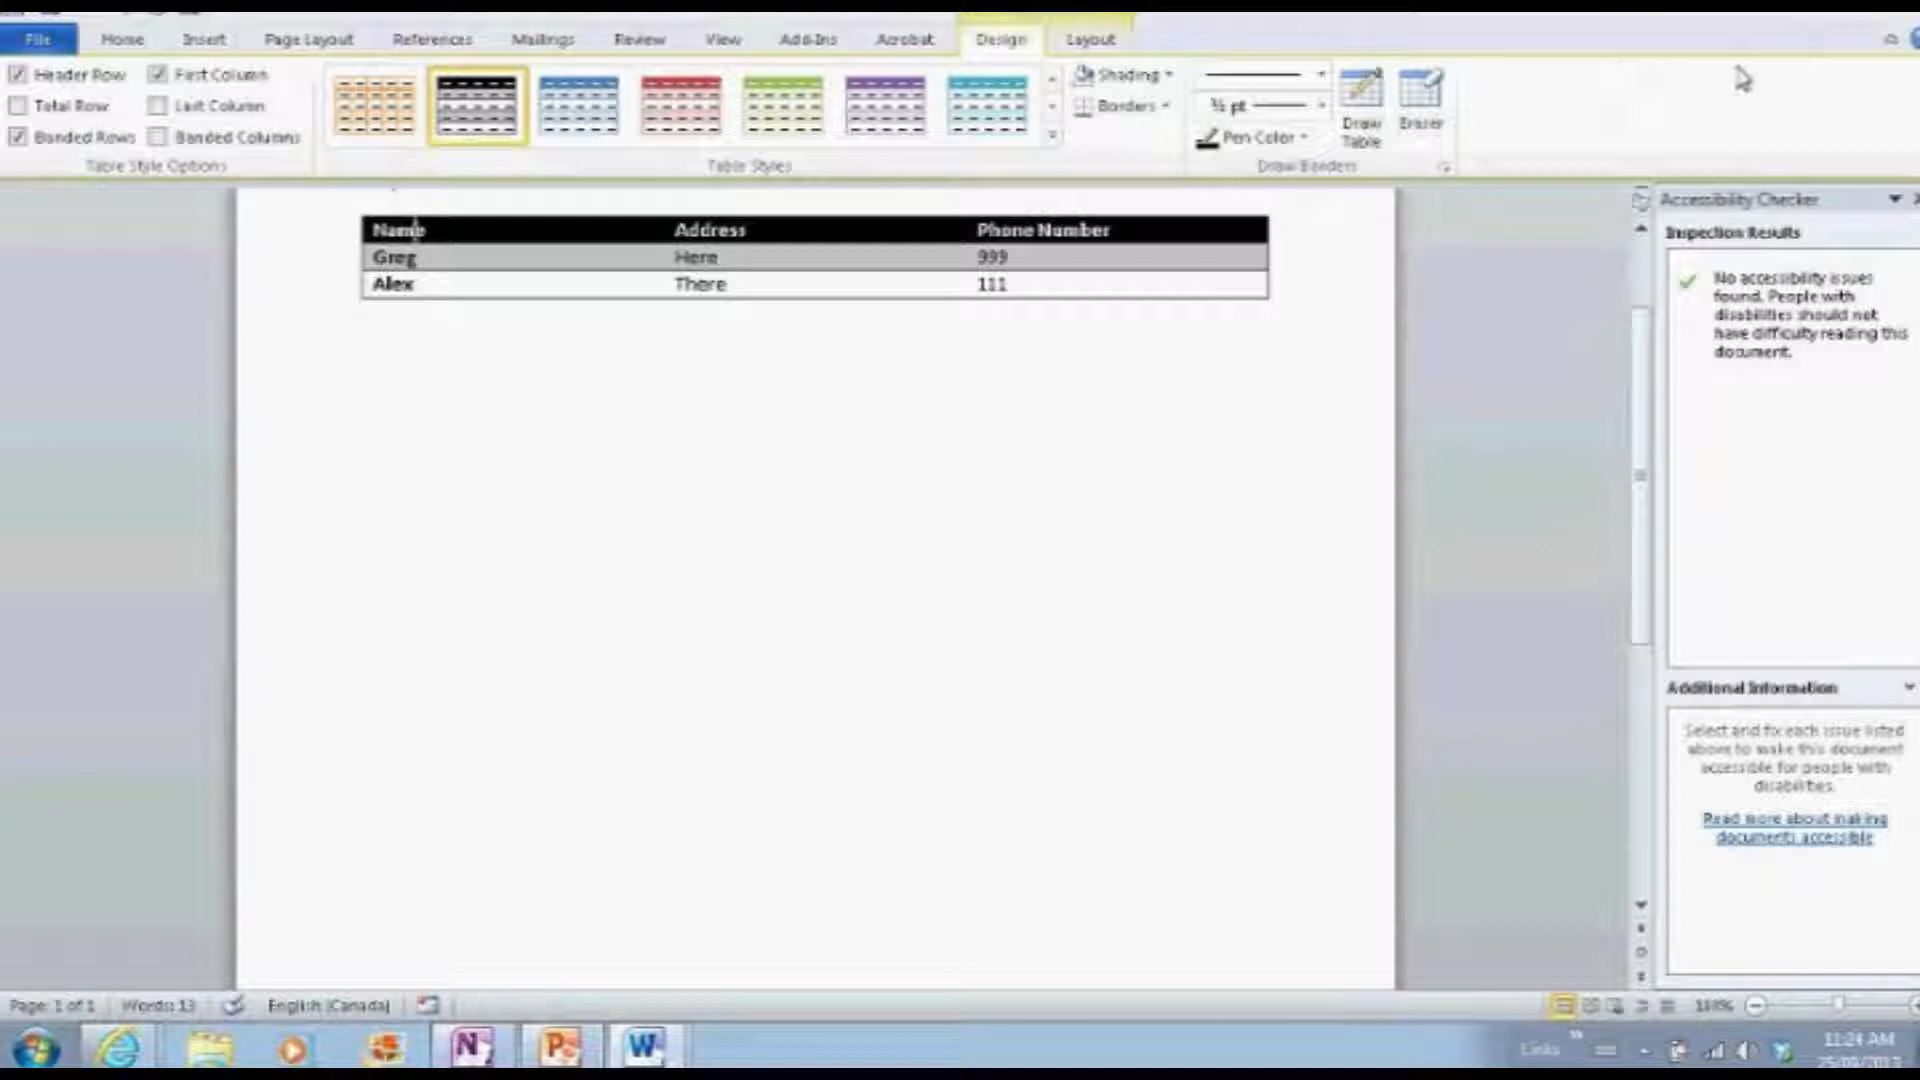 File Home Insert Page Layout References Mailings Review View Add-Ins Acrobat Design Layout
Header Row First Column
Total Row Last Column
Banded Rows Banded Columns
Table Style Options
Table Styles
Shading
Borders
½ pt
Pen Color
Draw Table
Eraser
Draw Borders
Name Address Phone Number
Greg Here 999
Alex There 111
Accessibility Checker
Inspection Results
No accessibility issues
found. People with
disabilities should not
have difficulty reading this
document.
Additional Information
Select and fix each issue listed
above to make this document
accessible for people with
disabilities.
Read more about making
documents accessible
Page: 1 of 1 Words: 13 English (Canada)
Links
11:24 AM